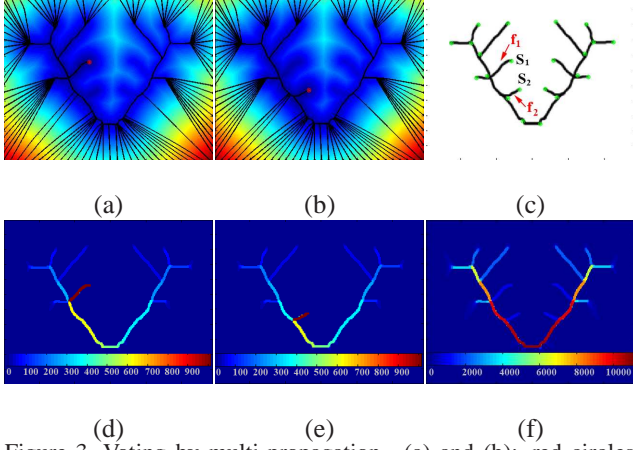 f1
S1
S2
f2
(a) (b) (c)
0 100 200 300 400 500 600 700 800 900
0 100 200 300 400 500 600 700 800 900
0 2000 4000 6000 8000 10000
(d) (e) (f)
Figure 3. Voting by multi-propagation. (a) and (b): red circles